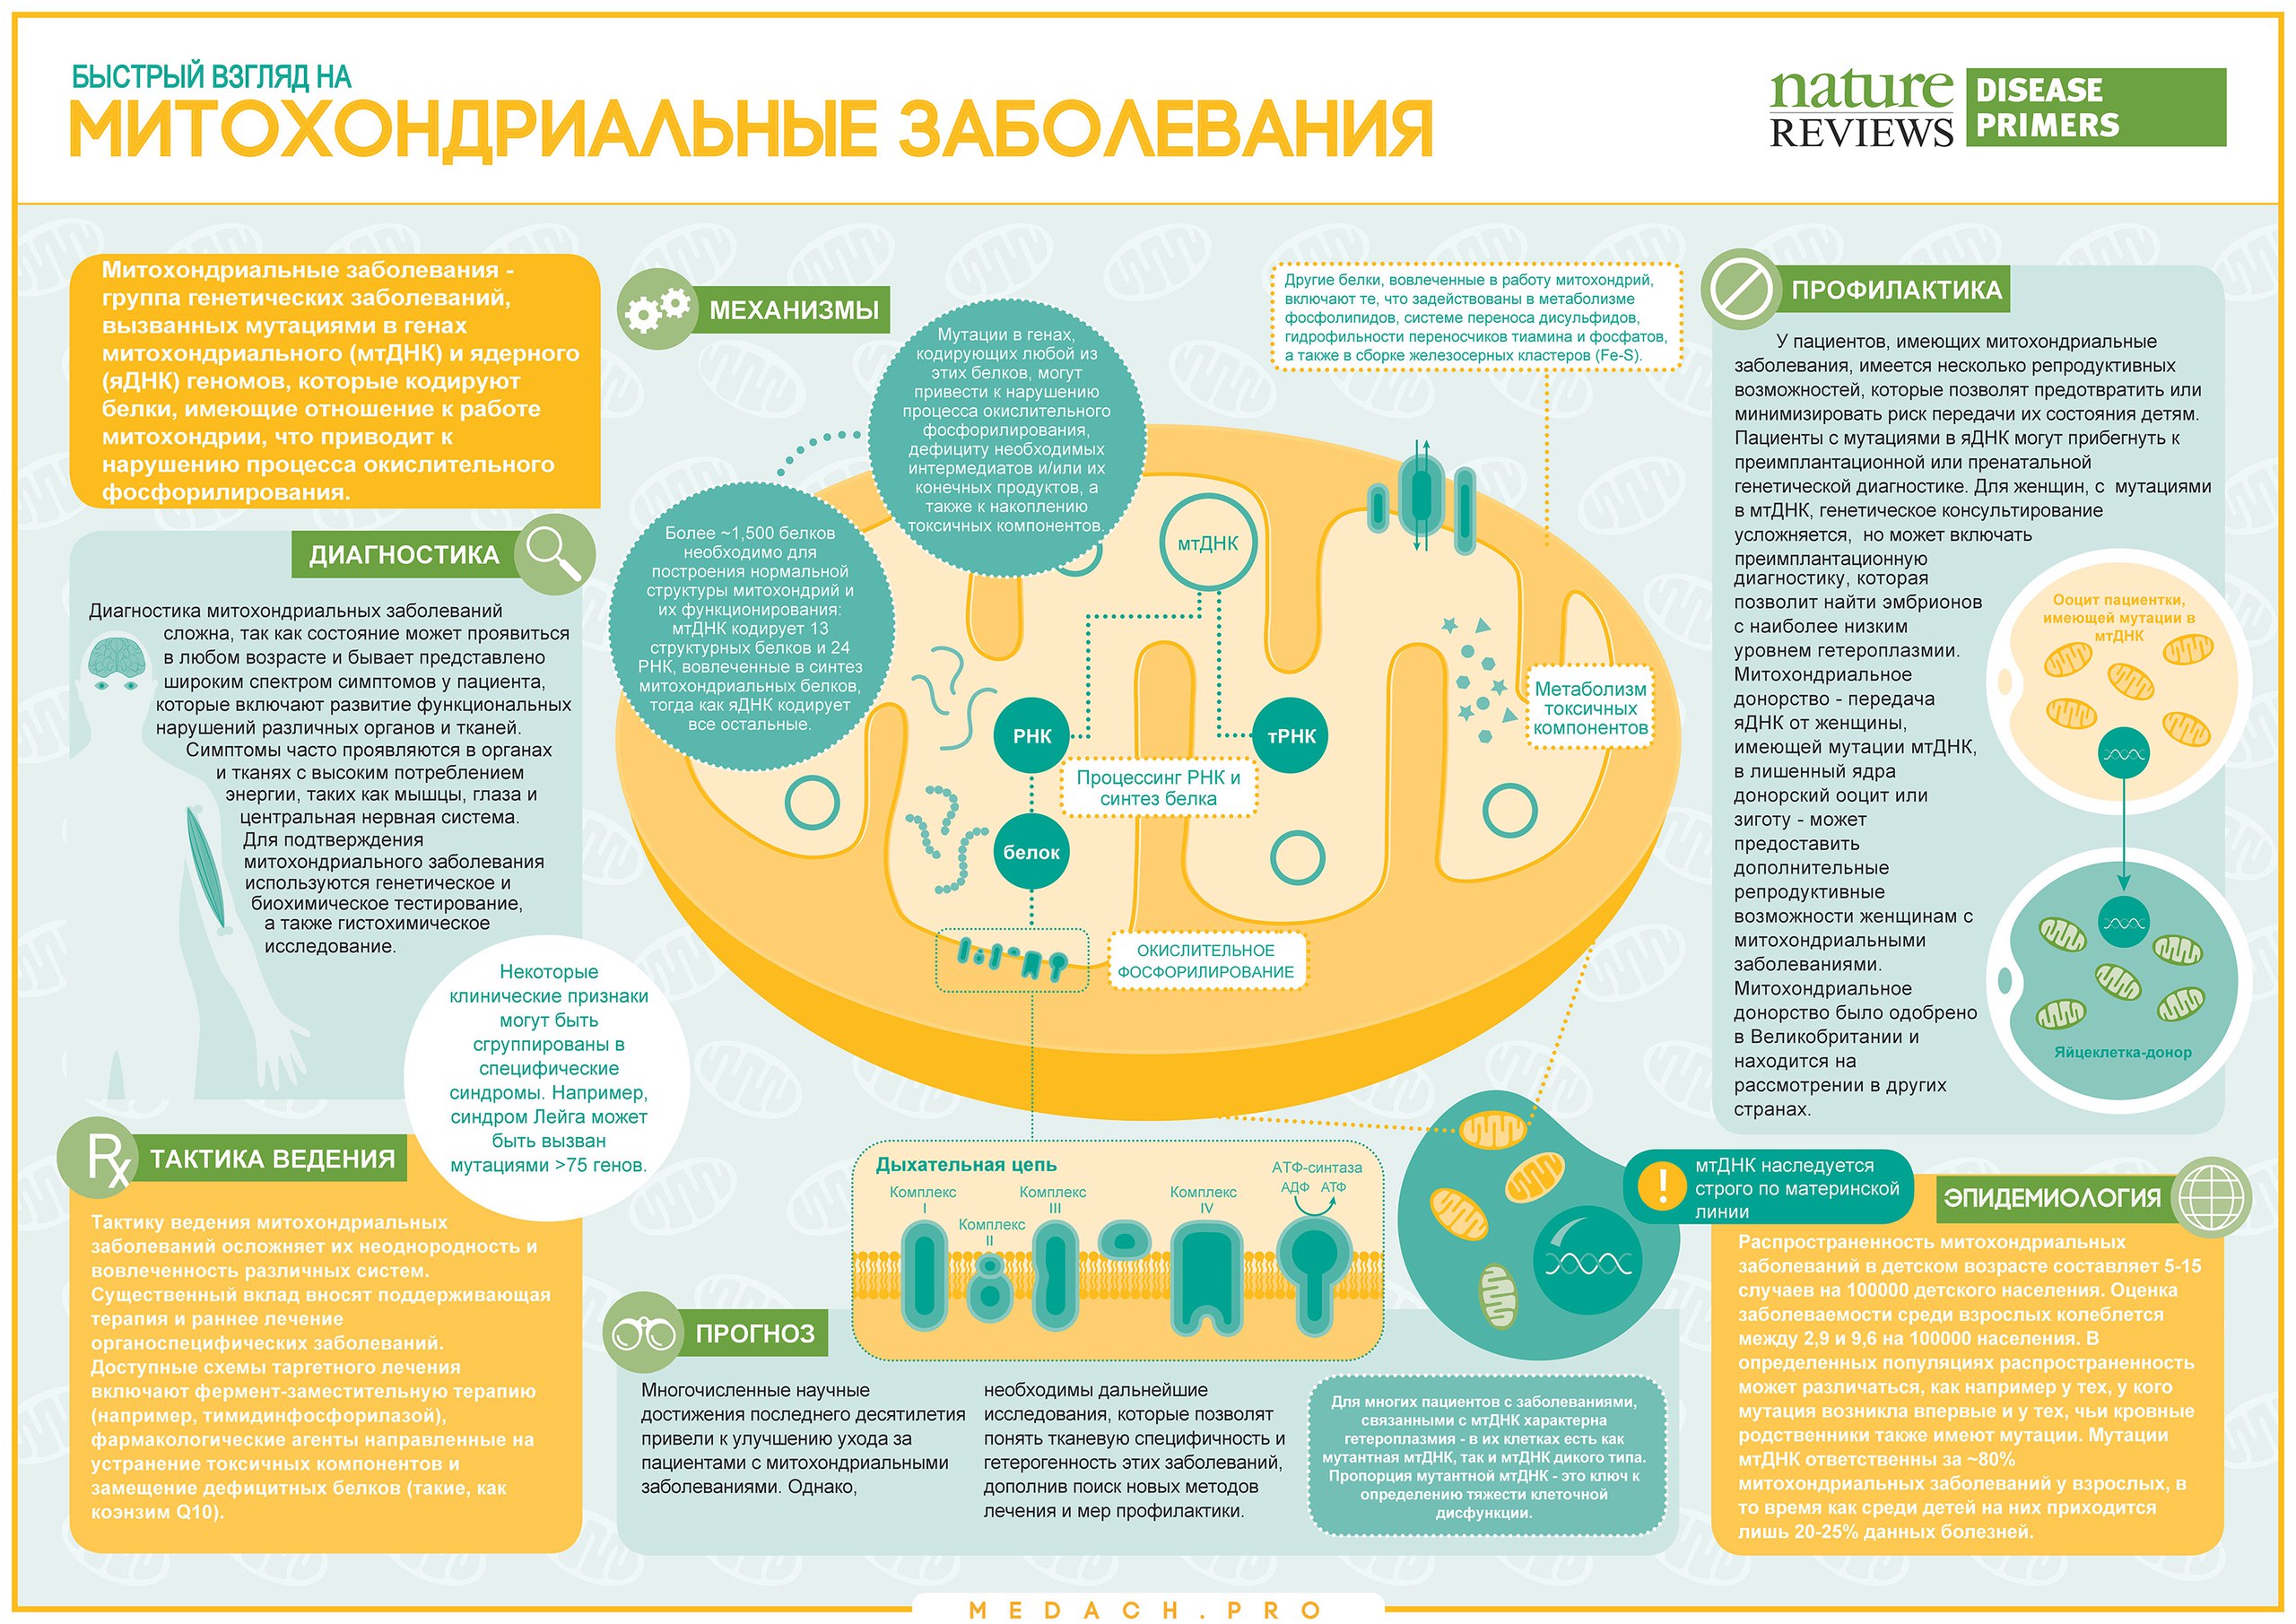 БЫСТРЫЙ ВЗГЛЯД НА
МИТОХОНДРИАЛЬНЫЕ ЗАБОЛЕВАНИЯ
nature
REVIEWS
DISEASE
PRIMERS
Митохондриальные заболевания -
группа генетических заболеваний,
вызванных мутациями в генах
митохондриального (мтДНК) и ядерного
(яДНК) геномов, которые кодируют
белки, имеющие отношение к работе
митохондрии, что приводит к
нарушению процесса окислительного
фосфорилирования.
ДИАГНОСТИКА
Диагностика митохондриальных заболеваний
сложна, так как состояние может проявиться
в любом возрасте и бывает представлено
широким спектром симптомов у пациента,
которые включают развитие функциональных
нарушений различных органов и тканей.
Симптомы часто проявляются в органах
и тканях с высоким потреблением
энергии, таких как мышцы, глаза и
центральная нервная система.
Для подтверждения
митохондриального заболевания
используются генетическое и
биохимическое тестирование,
а также гистохимическое
исследование.
Некоторые
клинические признаки
могут быть
сгруппированы в
специфические
синдромы. Например,
синдром Лейга может
быть вызван
мутациями >75 генов.
Rx
ТАКТИКА ВЕДЕНИЯ
Тактику ведения митохондриальных
заболеваний осложняет их неоднородность и
вовлеченность различных систем.
Существенный вклад вносят поддерживающая
терапия и раннее лечение
органоспецифических заболеваний.
Доступные схемы таргетного лечения
включают фермент-заместительную терапию
(например, тимидинфосфорилазой),
фармакологические агенты направленные на
устранение токсичных компонентов и
замещение дефицитных белков (такие, как
коэнзим Q10).
МЕХАНИЗМЫ
Мутации в генах,
кодирующих любой из
этих белков, могут
привести к нарушению
процесса окислительного
фосфорилирования,
дефициту необходимых
интермедиатов и/или их
конечных продуктов, а
также к накоплению
токсичных компонентов.
Более ~1,500 белков
необходимо для
построения нормальной
структуры митохондрий и
их функционирования:
мтДНК кодирует 13
структурных белков и 24
РНК, вовлеченные в синтез
митохондриальных белков,
тогда как яДНК кодирует
все остальные.
Другие белки, вовлеченные в работу митохондрий,
включают те, что задействованы в метаболизме
фосфолипидов, системе переноса дисульфидов,
гидрофильности переносчиков тиамина и фосфатов,
а также в сборке железосерных кластеров (Fe-S).
мтДНК
РНК
тРНК
Процессинг РНК и
синтез белка
белок
Метаболизм
токсичных
компонентов
ОКИСЛИТЕЛЬНОЕ
ФОСФОРИЛИРОВАНИЕ
Дыхательная цепь
Комплекс
I
Комплекс
II
Комплекс
III
Комплекс
IV
АТФ-синтаза
АДФ АТФ
ПРОГНОЗ
Многочисленные научные
достижения последнего десятилетия
привели к улучшению ухода за
пациентами с митохондриальными
заболеваниями. Однако,
необходимы дальнейшие
исследования, которые позволят
понять тканевую специфичность и
гетерогенность этих заболеваний,
дополнив поиск новых методов
лечения и мер профилактики.
Для многих пациентов с заболеваниями,
связанными с мтДНК характерна
гетероплазмия - в их клетках есть как
мутантная мтДНК, так и мтДНК дикого типа.
Пропорция мутантной мтДНК - это ключ к
определению тяжести клеточной
дисфункции.
ПРОФИЛАКТИКА
У пациентов, имеющих митохондриальные
заболевания, имеется несколько репродуктивных
возможностей, которые позволят предотвратить или
минимизировать риск передачи их состояния детям.
Пациенты с мутациями в яДНК могут прибегнуть к
преимплантационной или пренатальной
генетической диагностике. Для женщин, с мутациями
в мтДНК, генетическое консультирование
усложняется, но может включать
преимплантационную
диагностику, которая
позволит найти эмбрионов
с наиболее низким
уровнем гетероплазмии.
Митохондриальное
донорство - передача
яДНК от женщины,
имеющей мутации мтДНК,
в лишенный ядра
донорский ооцит или
зиготу - может
предоставить
дополнительные
репродуктивные
возможности женщинам с
митохондриальными
заболеваниями.
Митохондриальное
донорство было одобрено
в Великобритании и
находится на
рассмотрении в других
странах.
Ооцит пациентки,
имеющей мутации в
мтДНК
Яйцеклетка-донор
!
мтДНК наследуется
строго по материнской
линии
ЭПИДЕМИОЛОГИЯ
Распространенность митохондриальных
заболеваний в детском возрасте составляет 5-15
случаев на 100000 детского населения. Оценка
заболеваемости среди взрослых колеблется
между 2,9 и 9,6 на 100000 населения. В
определенных популяциях распространенность
может различаться, как например у тех, у кого
мутация возникла впервые и у тех, чьи кровные
родственники также имеют мутации. Мутации
мтДНК ответственны за ~80%
митохондриальных заболеваний у взрослых, в
то время как среди детей на них приходится
лишь 20-25% данных болезней.
MEDACH.PRO